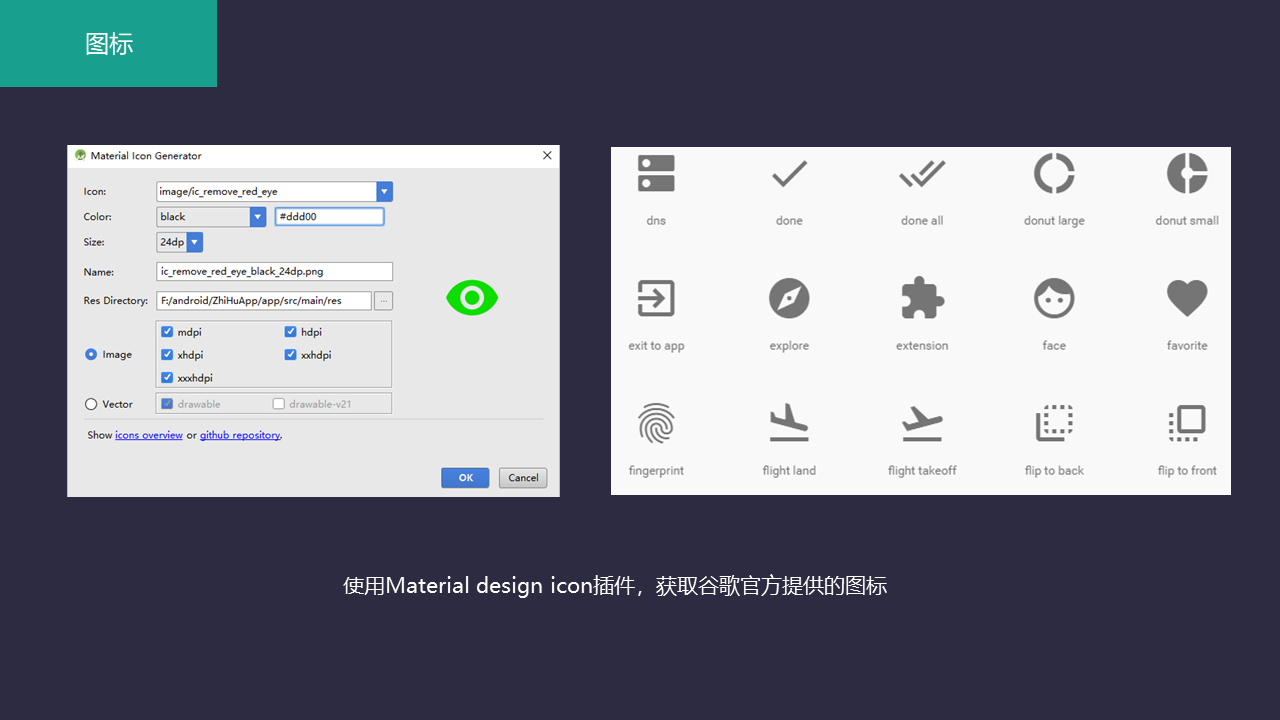 图标
Material Icon Generator
Icon: image/ic_remove_red_eye
Color: black #ddd00
Size: 24dp
Name: ic_remove_red_eye_black_24dp.png
Res Directory: F:/android/ZhiHuApp/app/src/main/res ...
mdpi hdpi
Image xhdpi xxhdpi
xxxhdpi
Vector drawable drawable-v21
Show icons overview or github repository.
OK Cancel
dns done done all donut large donut small
exit to app explore extension face favorite
fingerprint flight land flight takeoff flip to back flip to front
使用Material design icon插件，获取谷歌官方提供的图标